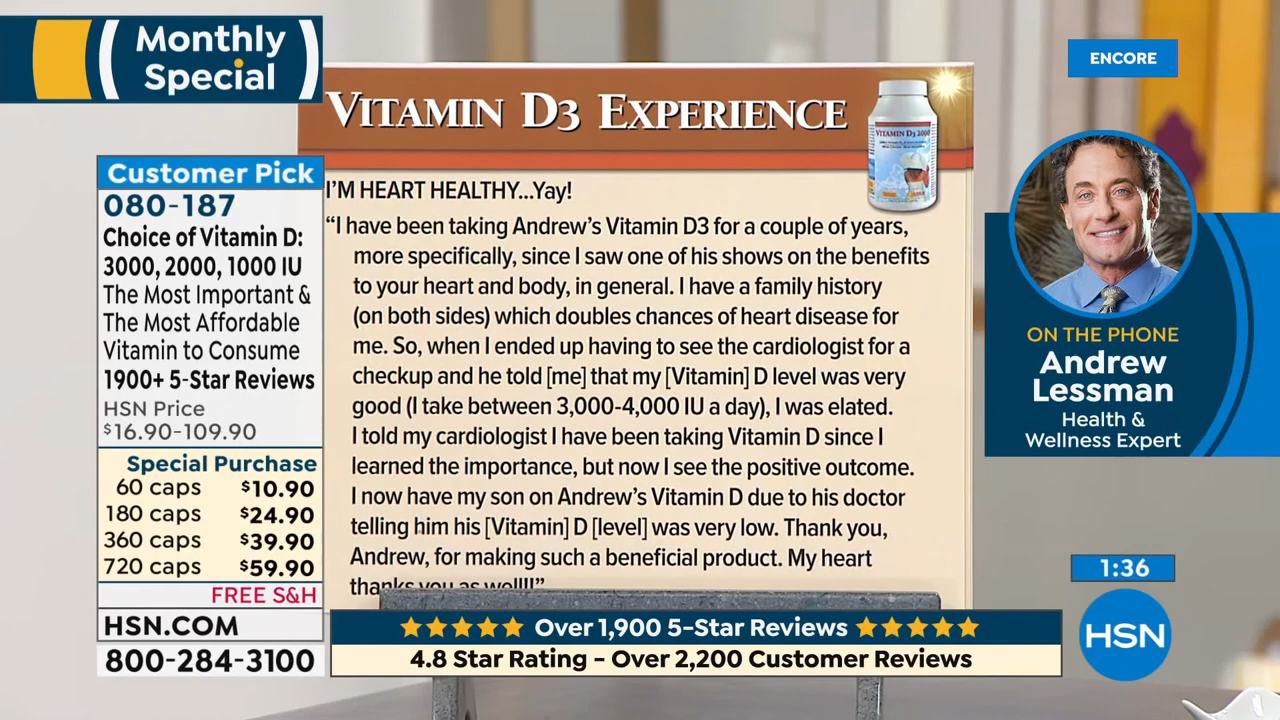 Monthly
Special
ENCORE
VITAMIN D3 EXPERIENCE
VITAMIN D3 2000
Customer Pick
080-187
Choice of Vitamin D:
3000, 2000, 1000 IU
The Most Important &
The Most Affordable
Vitamin to Consume
1900+ 5-Star Reviews
HSN Price
$16.90-109.90
Special Purchase
60 caps $10.90
180 caps $24.90
360 caps $39.90
720 caps $59.90
FREE S&H
HSN.COM
800-284-3100
I'M HEART HEALTHY...Yay!
“I have been taking Andrew's Vitamin D3 for a couple of years,
more specifically, since I saw one of his shows on the benefits
to your heart and body, in general. I have a family history
(on both sides) which doubles chances of heart disease for
me. So, when I ended up having to see the cardiologist for a
checkup and he told [me] that my [Vitamin] D level was very
good (I take between 3,000-4,000 IU a day), I was elated.
I told my cardiologist I have been taking Vitamin D since I
learned the importance, but now I see the positive outcome.
I now have my son on Andrew's Vitamin D due to his doctor
telling him his [Vitamin] D [level] was very low. Thank you,
Andrew, for making such a beneficial product. My heart
thanks you as well!!”
ON THE PHONE
Andrew
Lessman
Health &
Wellness Expert
1:36
HSN
Over 1,900 5-Star Reviews
4.8 Star Rating – Over 2,200 Customer Reviews